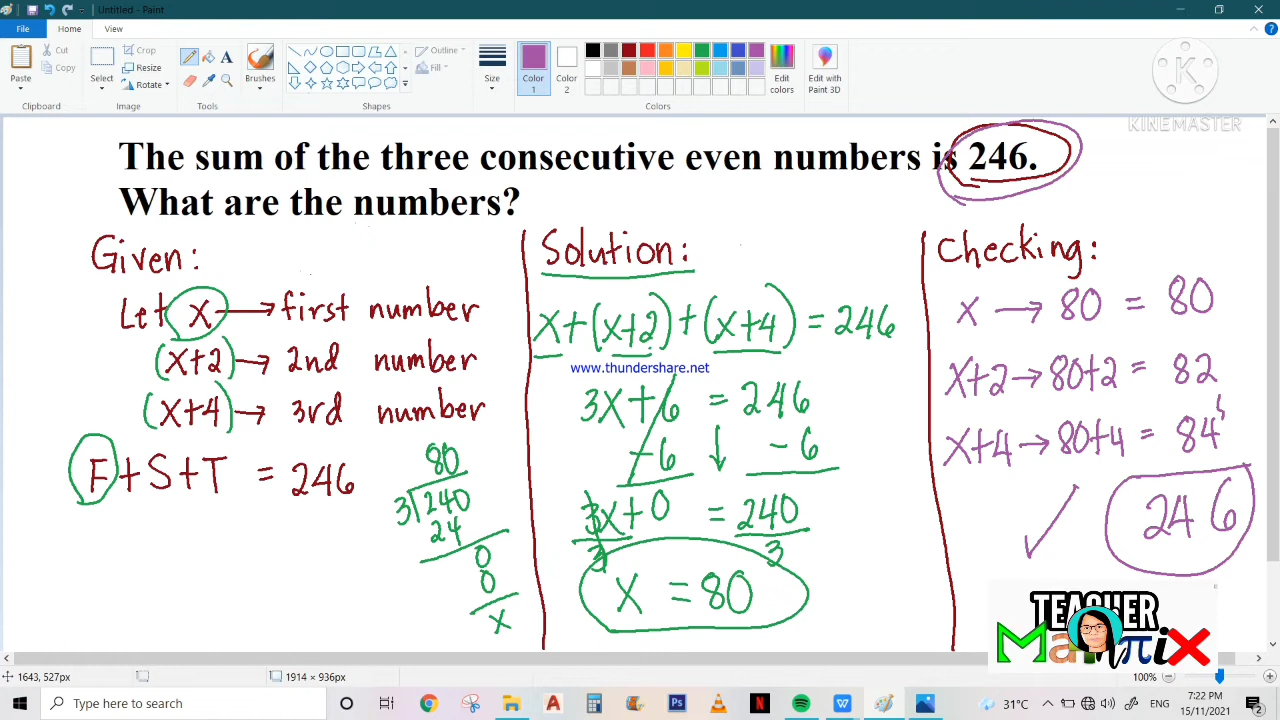 Untitled - Paint
File
Home
View
Paste
Cut
Copy
Clipboard
Select
Crop
Resize
Rotate
Image
Tools
Brushes
Shapes
Outline
Fill
Size
Color 1
Color 2
Colors
Edit colors
Edit with Paint 3D
K
KINEMASTER
The sum of the three consecutive even numbers is 246.
What are the numbers?
Given:
Let x → first number
(x+2) → 2nd number
(x+4) → 3rd number
F+S+T = 246
80
3 240
24
0
0
x
Solution:
x+(x+2)+(x+4) = 246
www.thundershare.net
3x+6 = 246
-6 ↓ -6
3x+0 = 240
3 3
x = 80
Checking:
x → 80 = 80
x+2 → 80+2 = 82
x+4 → 80+4 = 84
✓ 246
TEACHER
MaπiX
1643, 527px
1914 × 936px
100%
Type here to search
31°C
ENG
7:22 PM
15/11/2021
2